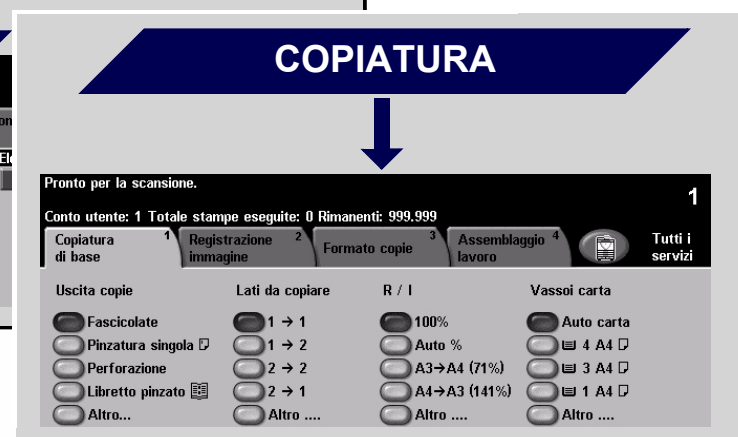 COPIATURA
Pronto per la scansione.
1
Conto utente: 1 Totale stampe eseguite: 0 Rimanenti: 999.999
Copiatura di base 1
Registrazione immagine 2
Formato copie 3
Assemblaggio lavoro 4
Tutti i servizi
Uscita copie Lati da copiare R / I Vassoi carta
Fascicolate 1 → 1 100% Auto carta
Pinzatura singola 1 → 2 Auto % 4 A4
Perforazione 2 → 2 A3→A4 (71%) 3 A4
Libretto pinzato 2 → 1 A4→A3 (141%) 1 A4
Altro... Altro .... Altro .... Altro ....